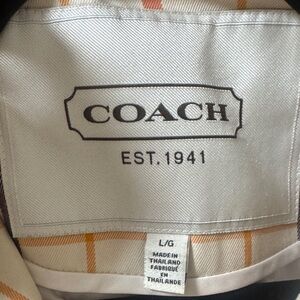 COACH
EST. 1941
L/G
MADE IN
THAILAND
FABRIQUÉ
EN
THAÏLANDE